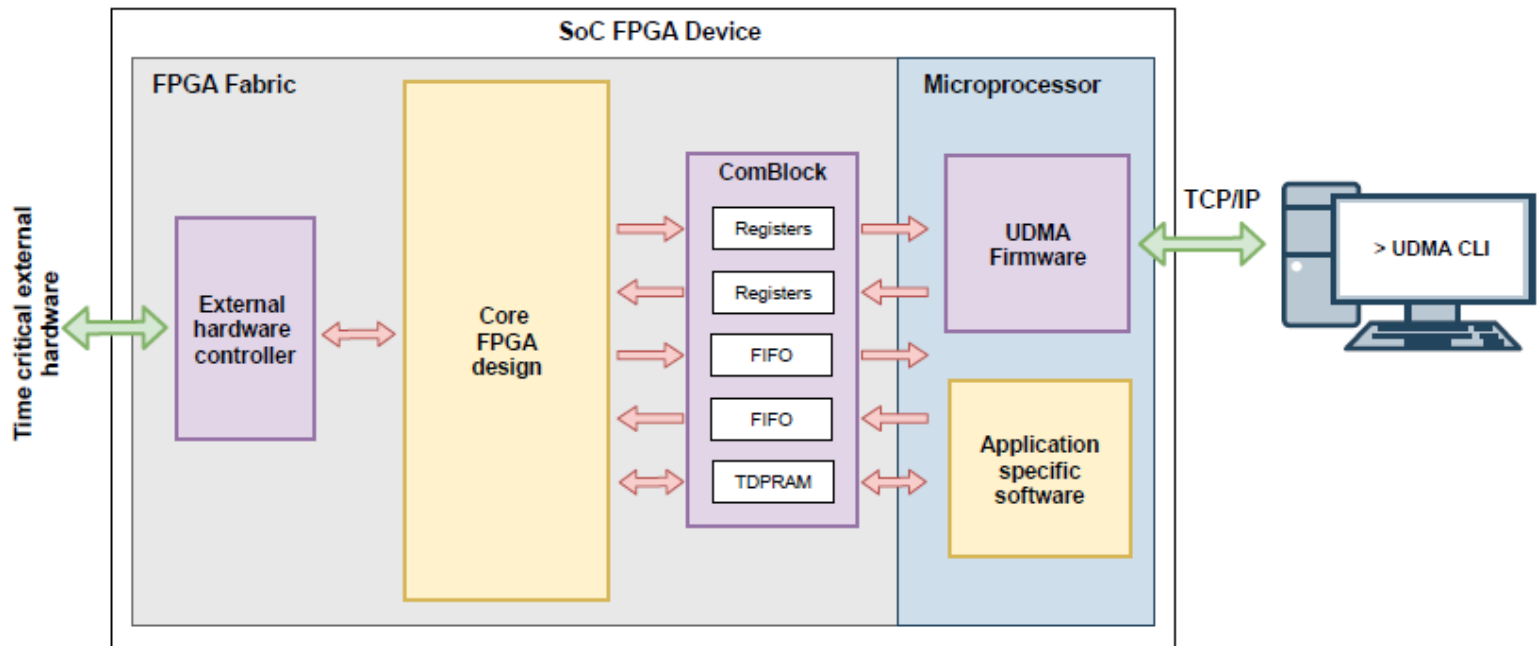 SoC FPGA Device
FPGA Fabric
Microprocessor
Time critical external
hardware
External
hardware
controller
Core
FPGA
design
ComBlock
Registers
Registers
FIFO
FIFO
TDPRAM
UDMA
Firmware
Application
specific
software
TCP/IP
> UDMA CLI